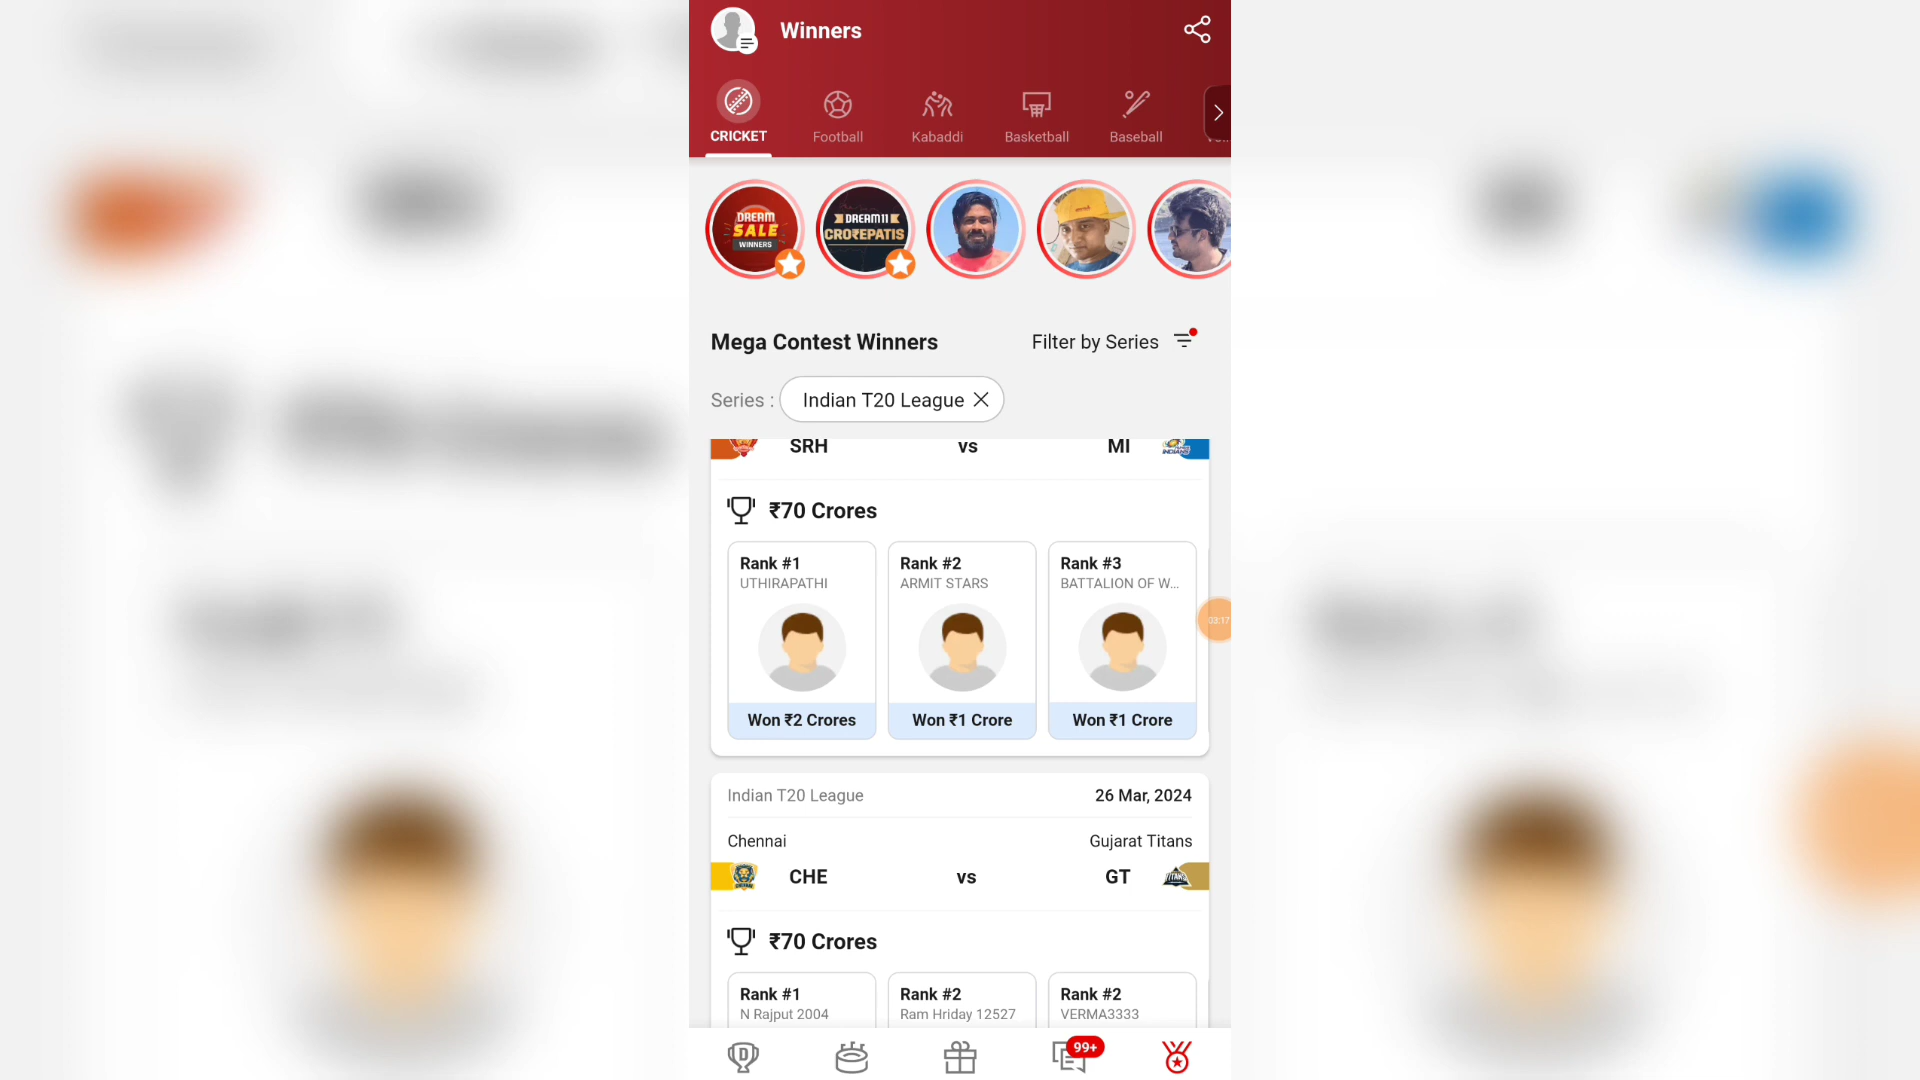 Winners
CRICKET
Football
Kabaddi
Basketball
Baseball
DREAM
SALE
WINNERS
DREAM11
CROREPATIS
Mega Contest Winners
Filter by Series
Series :
Indian T20 League
SRH
vs
MI
₹70 Crores
Rank #1
UTHIRAPATHI
Won ₹2 Crores
Rank #2
ARMIT STARS
Won ₹1 Crore
Rank #3
BATTALION OF W...
Won ₹1 Crore
03:17
Indian T20 League
26 Mar, 2024
Chennai
Gujarat Titans
CHE
vs
GT
₹70 Crores
Rank #1
N Rajput 2004
Rank #2
Ram Hriday 12527
Rank #2
VERMA3333
99+